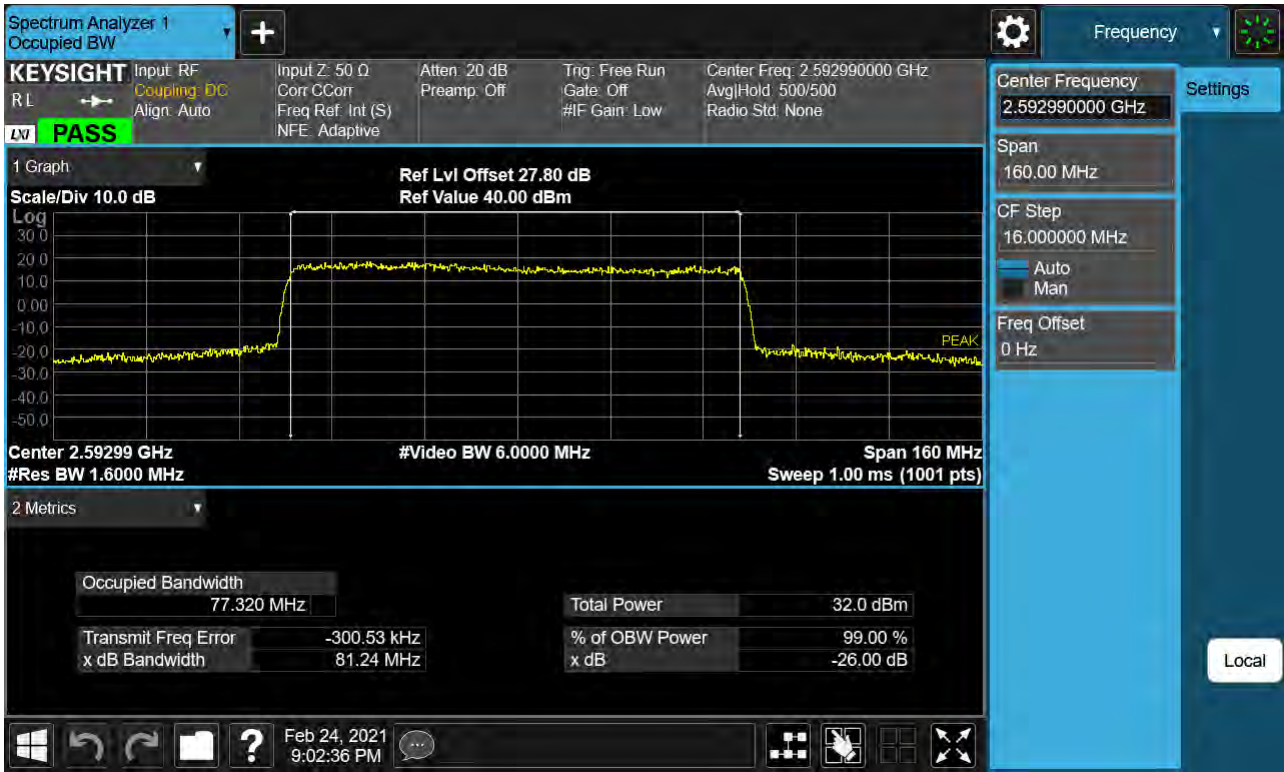 Spectrum Analyzer 1
Occupied BW
+
Frequency
KEYSIGHT
RL
LXI
PASS
Input: RF
Coupling: DC
Align: Auto
Input Z: 50 Ω
Corr CCorr
Freq Ref: Int (S)
NFE: Adaptive
Atten: 20 dB
Preamp: Off
Trig: Free Run
Gate: Off
#IF Gain: Low
Center Freq: 2.592990000 GHz
Avg|Hold: 500/500
Radio Std: None
Center Frequency
2.592990000 GHz
Settings
Span
160.00 MHz
CF Step
16.000000 MHz
Auto
Man
Freq Offset
0 Hz
Local
1 Graph
Scale/Div 10.0 dB
Ref Lvl Offset 27.80 dB
Ref Value 40.00 dBm
Log
30.0
20.0
10.0
0.00
-10.0
-20.0
-30.0
-40.0
-50.0
PEAK
Center 2.59299 GHz
#Video BW 6.0000 MHz
Span 160 MHz
#Res BW 1.6000 MHz
Sweep 1.00 ms (1001 pts)
2 Metrics
Occupied Bandwidth
77.320 MHz
Total Power 32.0 dBm
Transmit Freq Error -300.53 kHz
% of OBW Power 99.00 %
x dB Bandwidth 81.24 MHz
x dB -26.00 dB
?
Feb 24, 2021
9:02:36 PM